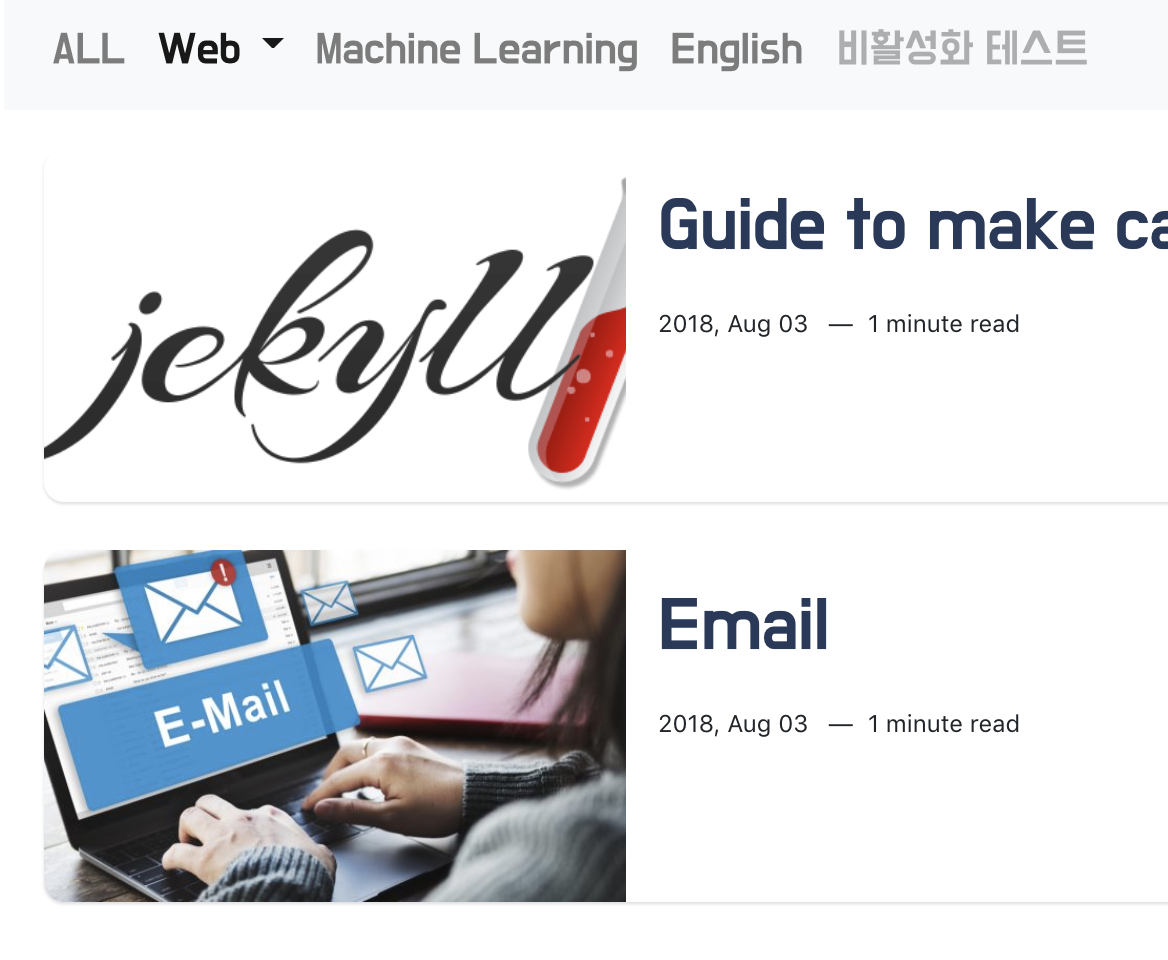 ALL Web Machine Learning English 비활성화 테스트
jekyll
Guide to make ca
2018, Aug 03 — 1 minute read
!
E-Mail
Email
2018, Aug 03 — 1 minute read